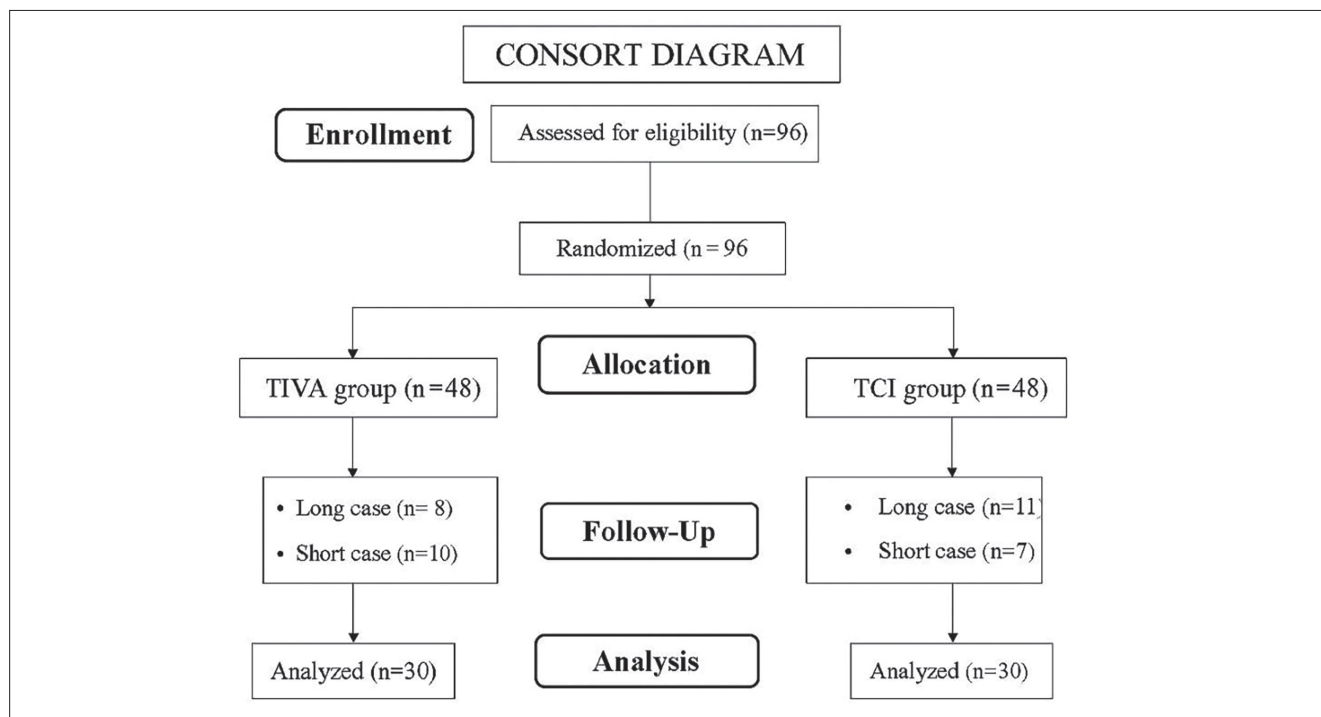 CONSORT DIAGRAM
Enrollment
Assessed for eligibility (n=96)
Randomized (n = 96
Allocation
TIVA group (n=48)
TCI group (n=48)
• Long case (n= 8)
• Short case (n=10)
Follow-Up
• Long case (n=11)
• Short case (n=7)
Analyzed (n=30)
Analysis
Analyzed (n=30)